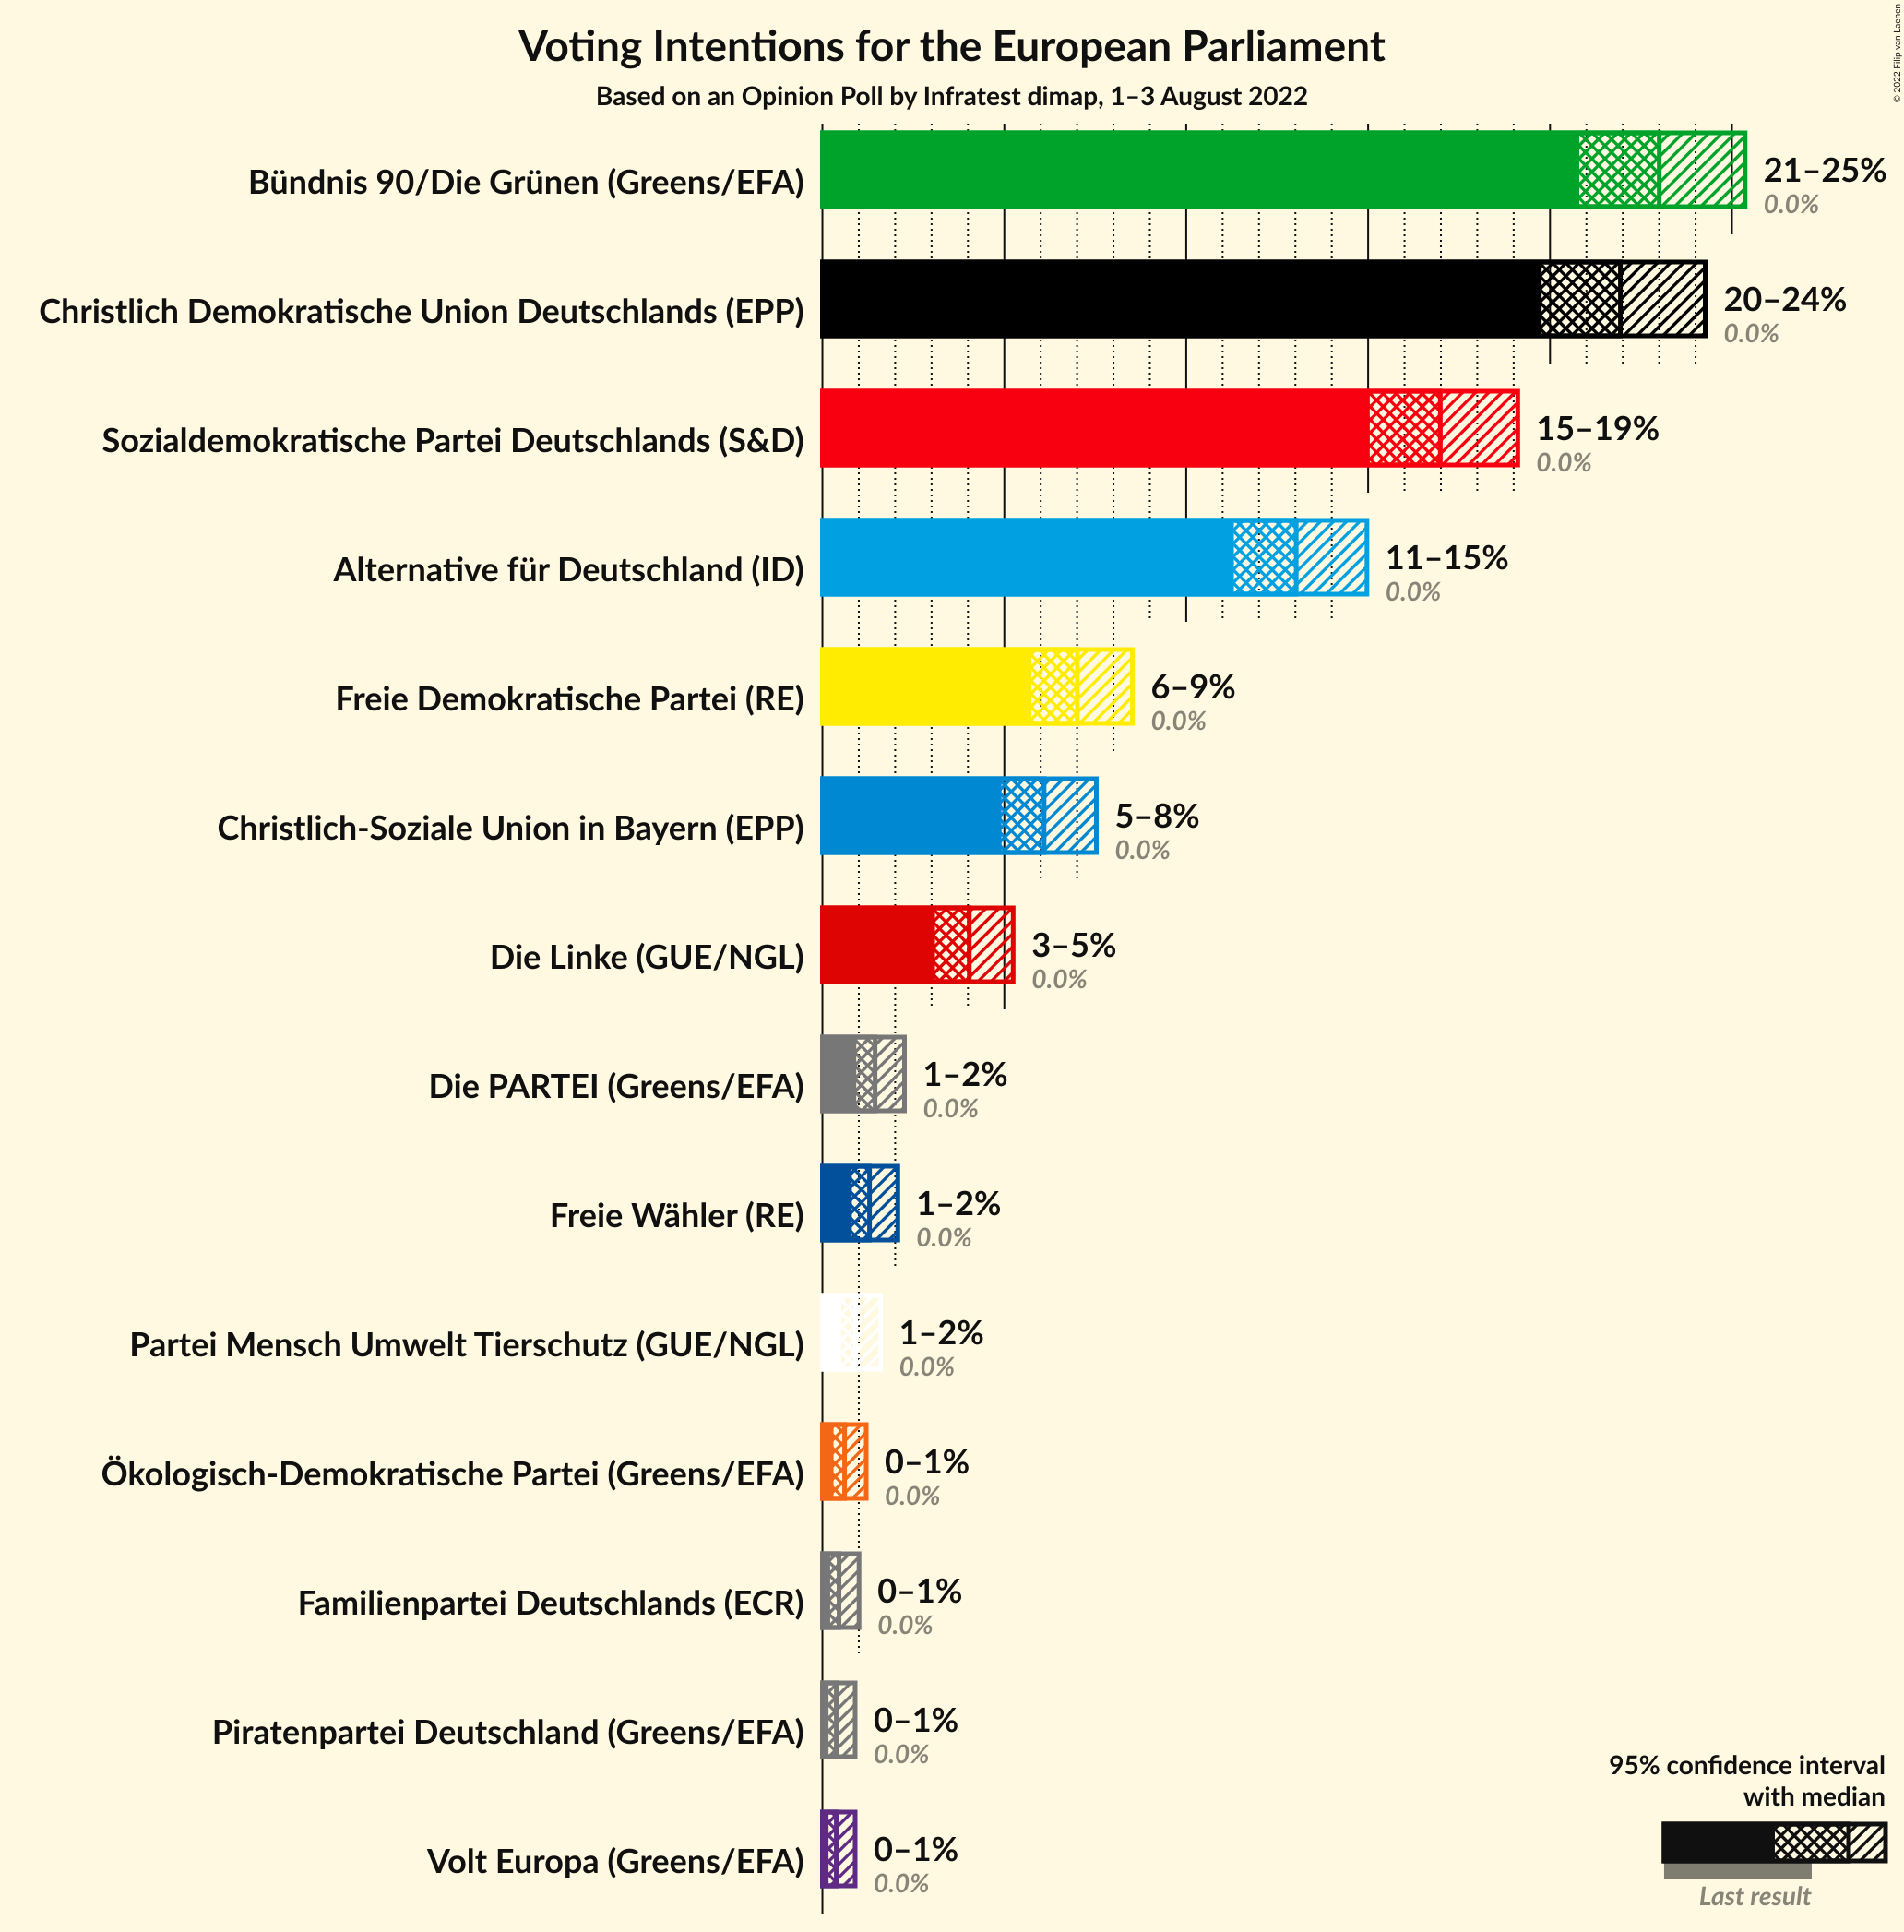 Voting Intentions for the European Parliament
Based on an Opinion Poll by Infratest dimap, 1–3 August 2022
© 2022 Filip van Laenen
Bündnis 90/Die Grünen (Greens/EFA)
21–25%
0.0%
Christlich Demokratische Union Deutschlands (EPP)
20–24%
0.0%
Sozialdemokratische Partei Deutschlands (S&D)
15–19%
0.0%
Alternative für Deutschland (ID)
11–15%
0.0%
Freie Demokratische Partei (RE)
6–9%
0.0%
Christlich-Soziale Union in Bayern (EPP)
5–8%
0.0%
Die Linke (GUE/NGL)
3–5%
0.0%
Die PARTEI (Greens/EFA)
1–2%
0.0%
Freie Wähler (RE)
1–2%
0.0%
Partei Mensch Umwelt Tierschutz (GUE/NGL)
1–2%
0.0%
Ökologisch-Demokratische Partei (Greens/EFA)
0–1%
0.0%
Familienpartei Deutschlands (ECR)
0–1%
0.0%
Piratenpartei Deutschland (Greens/EFA)
0–1%
0.0%
Volt Europa (Greens/EFA)
0–1%
0.0%
95% confidence interval
with median
Last result